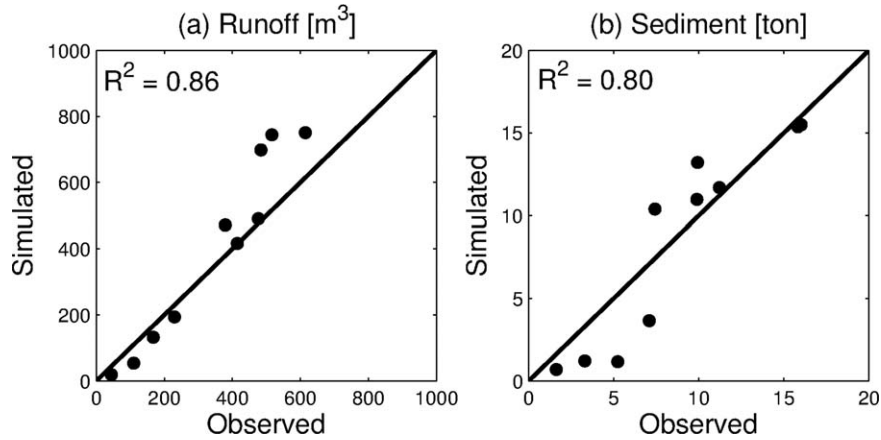 (a) Runoff [m³]
R² = 0.86
Simulated
1000
800
600
400
200
0
0 200 400 600 800 1000
Observed
(b) Sediment [ton]
R² = 0.80
Simulated
20
15
10
5
0
0 5 10 15 20
Observed